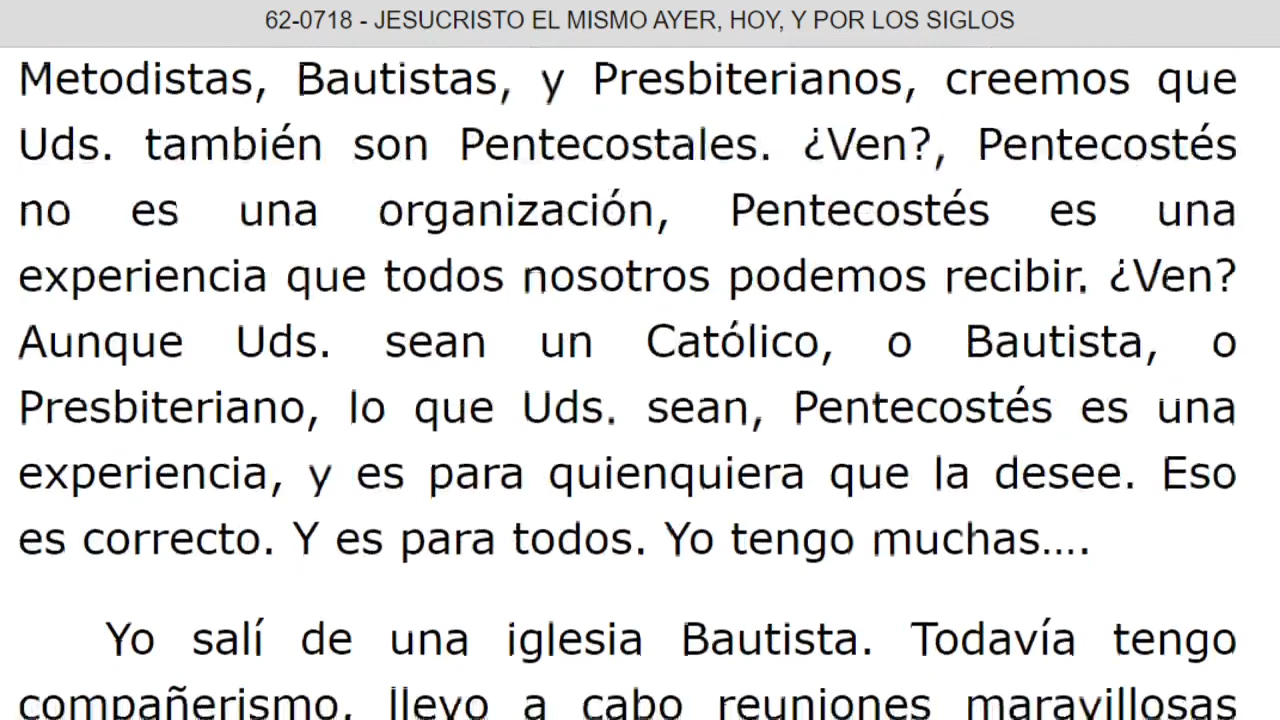 62-0718 - JESUCRISTO EL MISMO AYER, HOY, Y POR LOS SIGLOS
Metodistas, Bautistas, y Presbiterianos, creemos que
Uds. también son Pentecostales. ¿Ven?, Pentecostés
no es una organización, Pentecostés es una
experiencia que todos nosotros podemos recibir. ¿Ven?
Aunque Uds. sean un Católico, o Bautista, o
Presbiteriano, lo que Uds. sean, Pentecostés es una
experiencia, y es para quienquiera que la desee. Eso
es correcto. Y es para todos. Yo tengo muchas....
Yo salí de una iglesia Bautista. Todavía tengo
compañerismo, llevo a cabo reuniones maravillosas